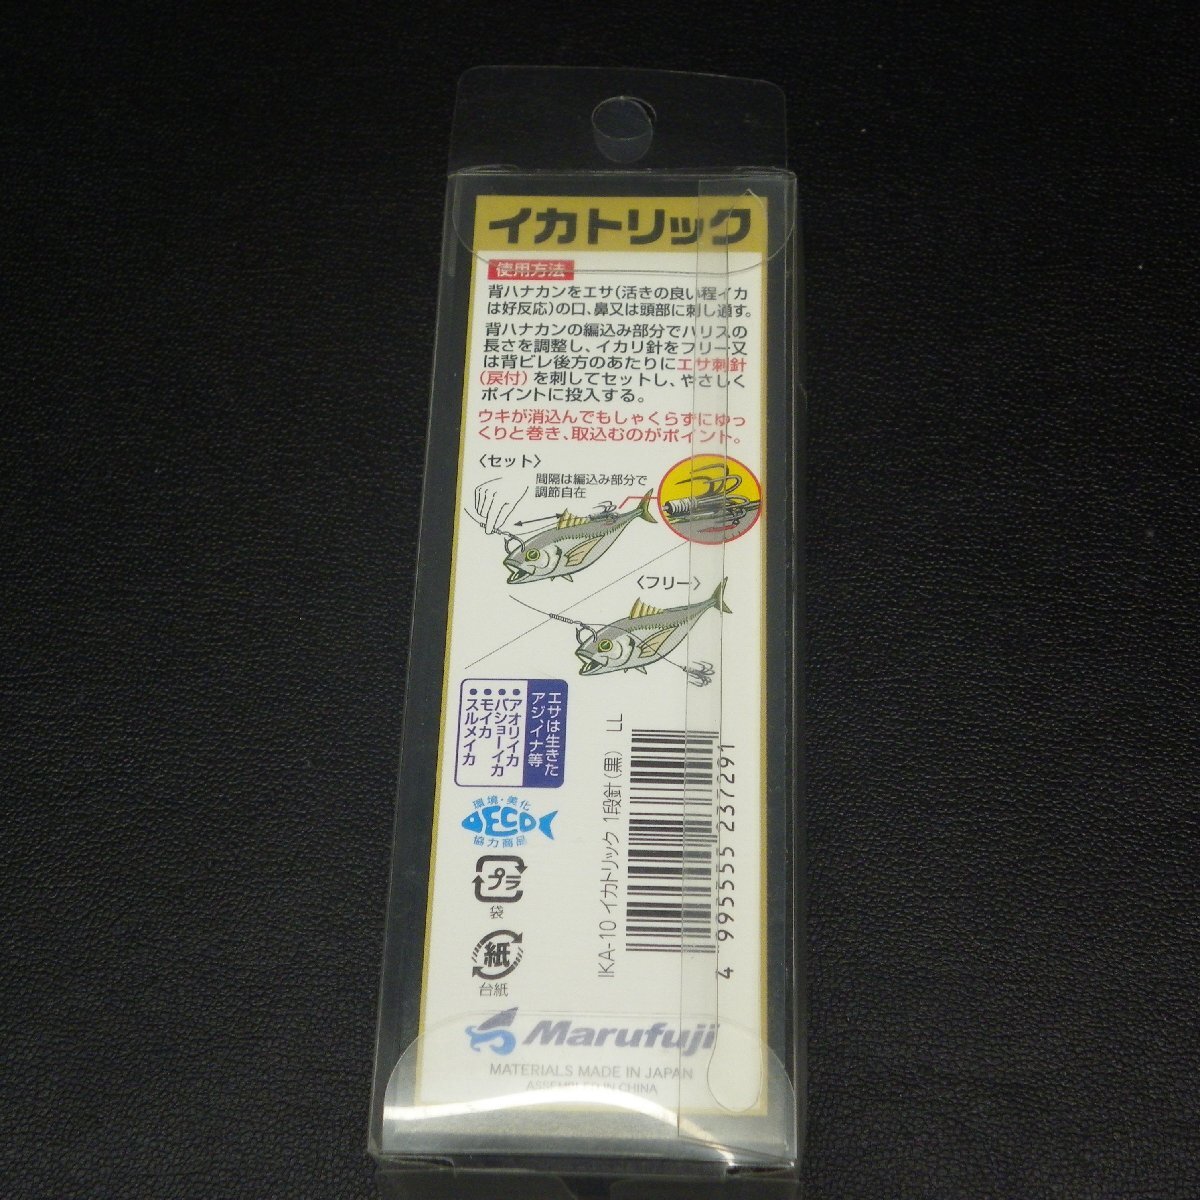 イカトリック
使用方法
背ハナカンをエサ(活きの良い程イカ
は好反応)の口、鼻又は頭部に刺し通す。
背ハナカンの編込み部分でハリスの
長さを調整し、イカリ針をフリー又
は背ビレ後方のあたりにエサ刺針
(戻付)を刺してセットし、やさしく
ポイントに投入する。
ウキが消込んでもしゃくらずにゆっ
くりと巻き、取込むのがポイント。
〈セット〉
間隔は編込み部分で
調節自在
〈フリー〉
エサは生きた
アジ、イナ等
•アオリイカ
•バショーイカ
•モイカ
•スルメイカ
環境・美化
ECO
協力商品
プラ
袋
紙
台紙
IKA-10 イカトリック 1段針(黒) LL
4 995555 237291
Marufuji
MATERIALS MADE IN JAPAN
ASSEMBLED IN CHINA